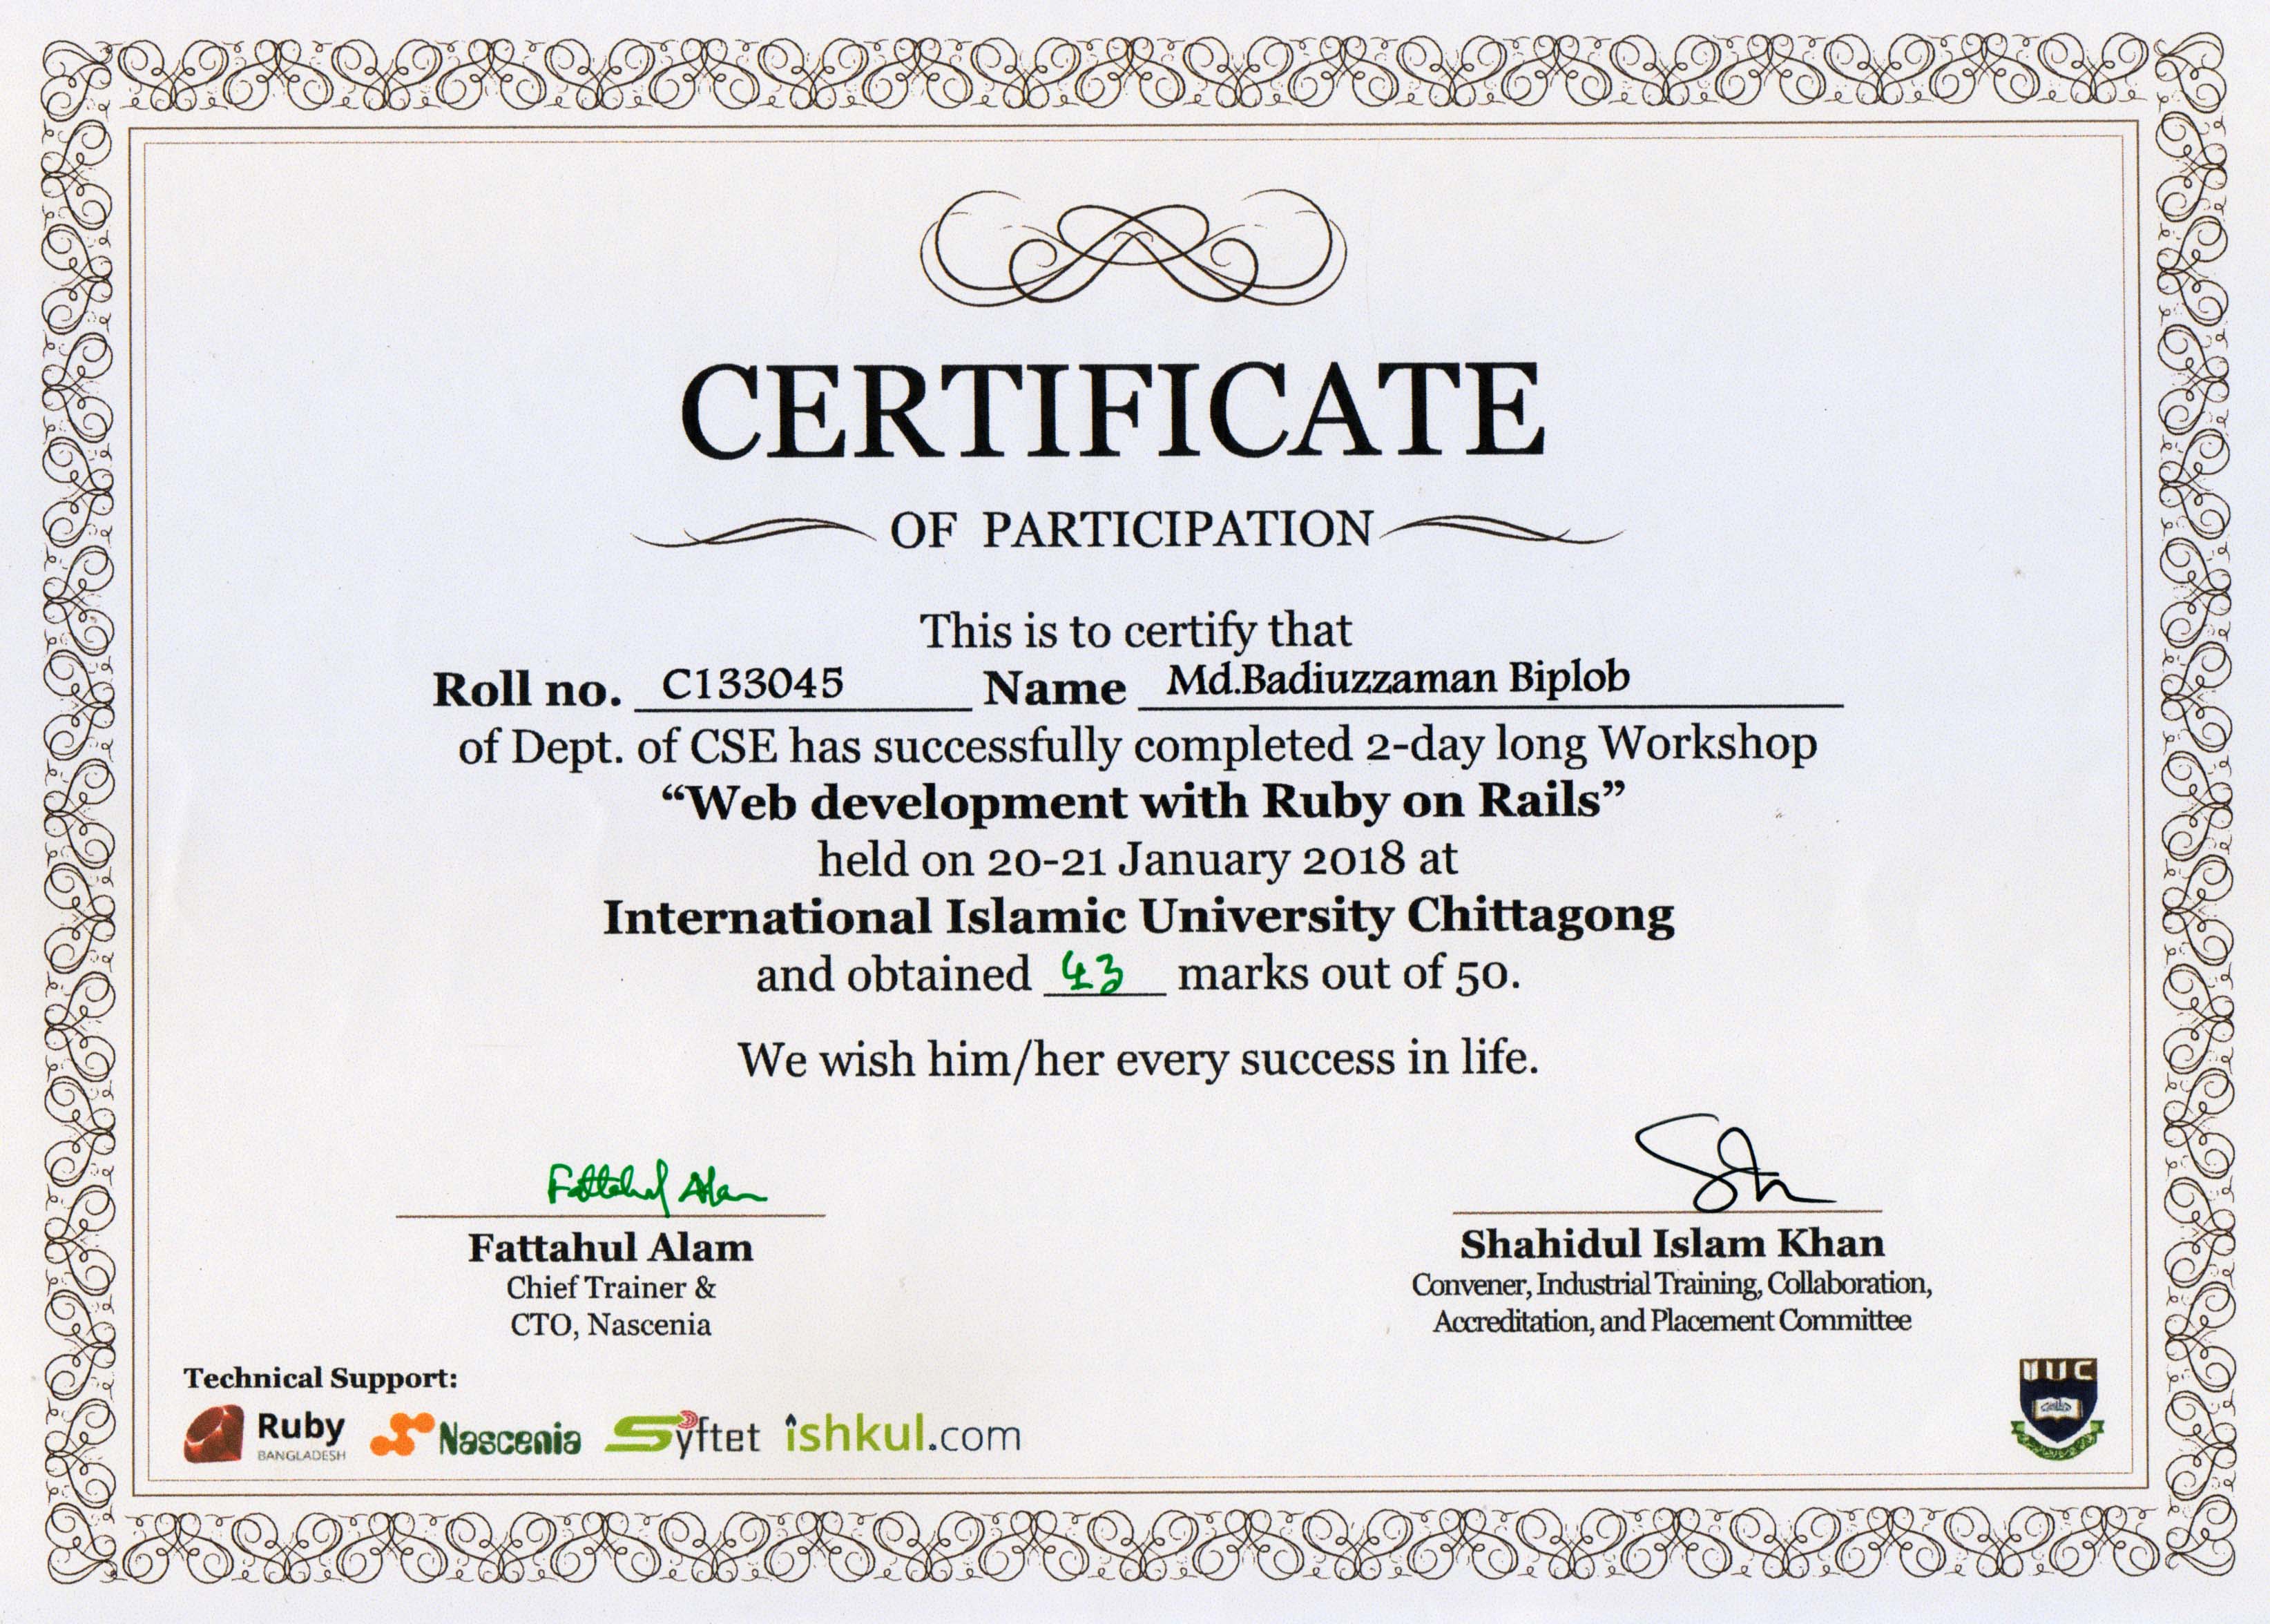 CERTIFICATE
OF PARTICIPATION
This is to certify that
Roll no. C133045 Name Md.Badiuzzaman Biplob
of Dept. of CSE has successfully completed 2-day long Workshop
“Web development with Ruby on Rails”
held on 20-21 January 2018 at
International Islamic University Chittagong
and obtained 43 marks out of 50.
We wish him/her every success in life.
Fattahul Alam
Fattahul Alam
Chief Trainer &
CTO, Nascenia
Shahidul Islam Khan
Convener, Industrial Training, Collaboration,
Accreditation, and Placement Committee
Technical Support:
Ruby
BANGLADESH
Nascenia
Syftet
ishkul.com
IIUC